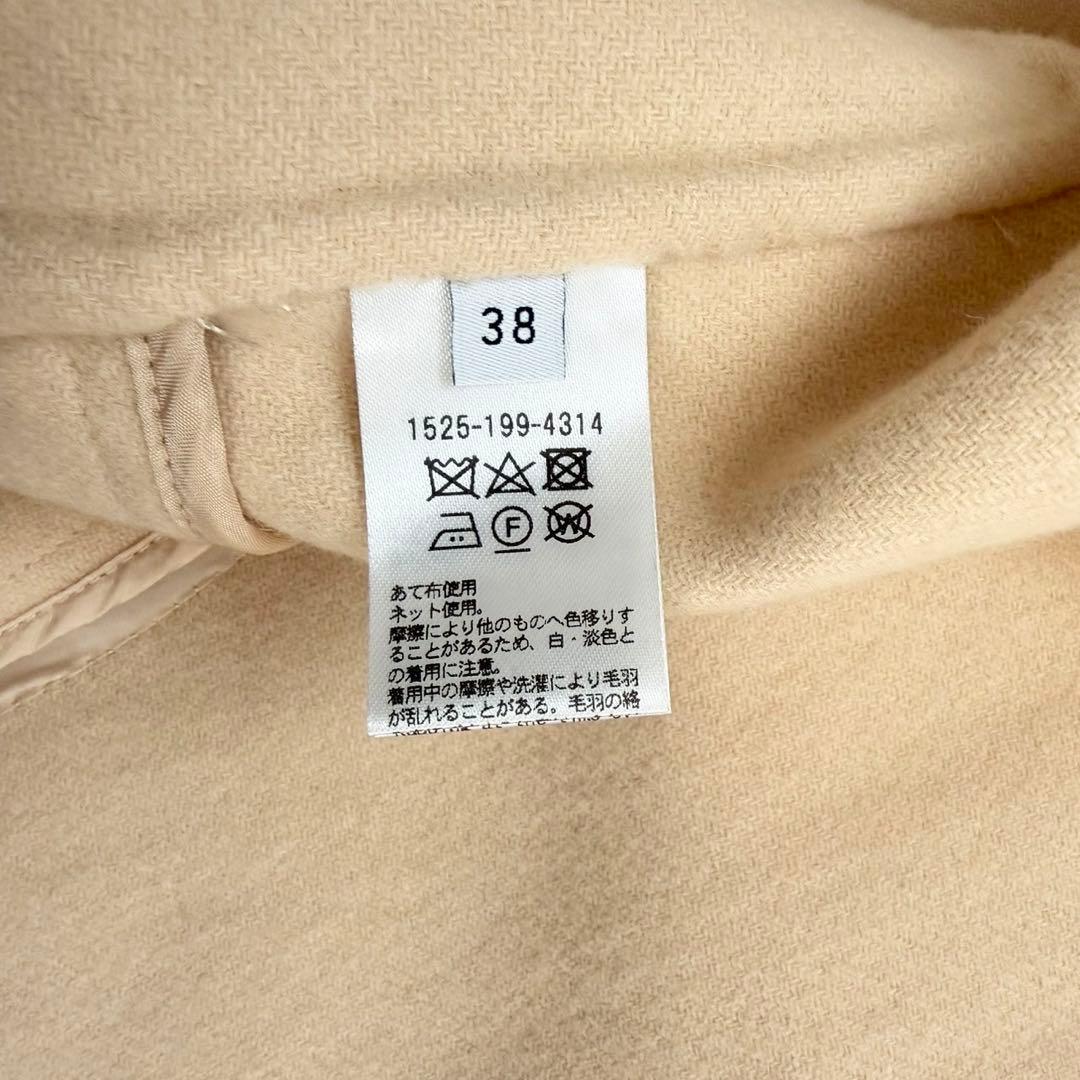 38
1525-199-4314
F
W
あて布使用
ネット使用。
摩擦により他のものへ色移りす
ることがあるため、白・淡色と
の着用に注意。
着用中の摩擦や洗濯により毛羽
が乱れることがある。毛羽の絡